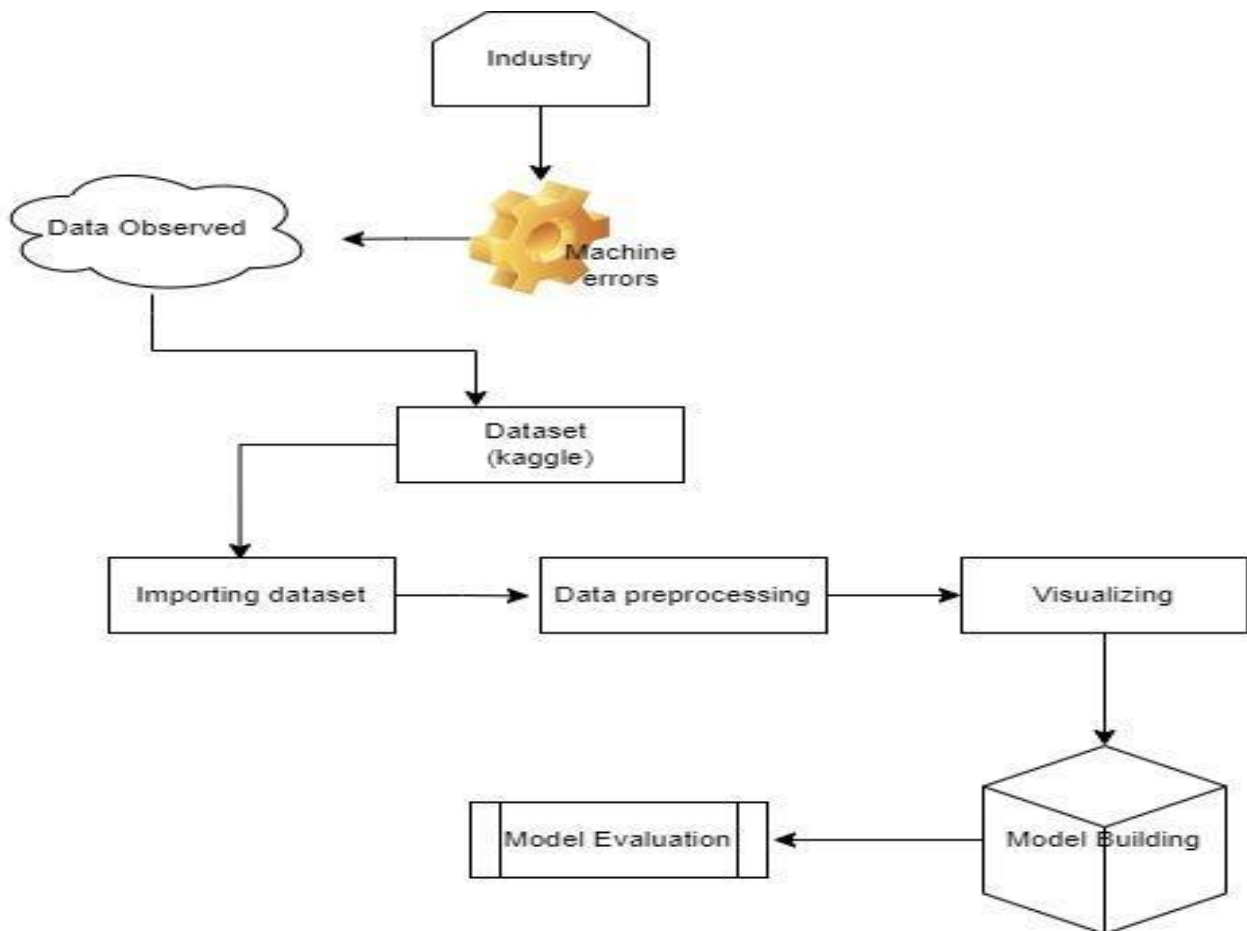 Industry
Data Observed
Machine
errors
Dataset
(kaggle)
Importing dataset
Data preprocessing
Visualizing
Model Evaluation
Model Building